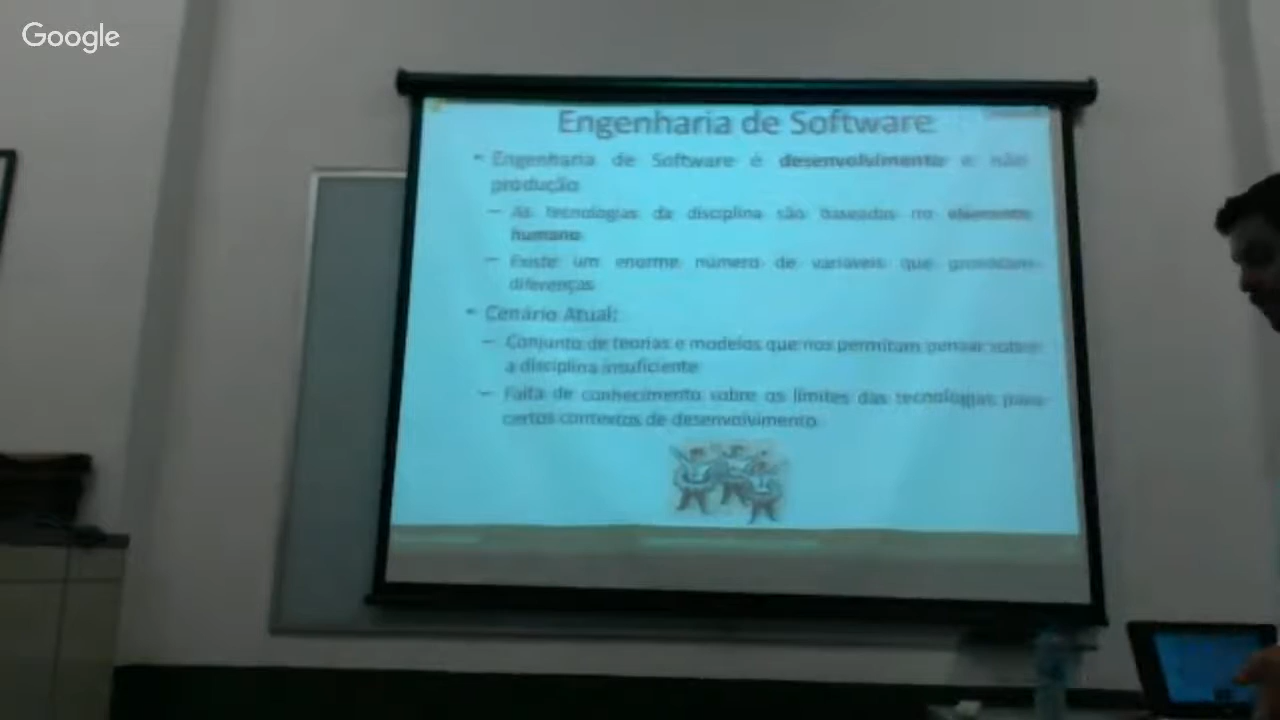 Google
Engenharia de Software
• Engenharia de Software é desenvolvimento e não
produção
– As tecnologias da disciplina são baseadas no elemento
humano
– Existe um enorme número de variáveis que
diferenças
• Cenário Atual:
– Conjunto de teorias e modelos que nos permitam pensar sobre
a disciplina insuficiente
– Falta de conhecimento sobre os limites das tecnologias para
certos contextos de desenvolvimento